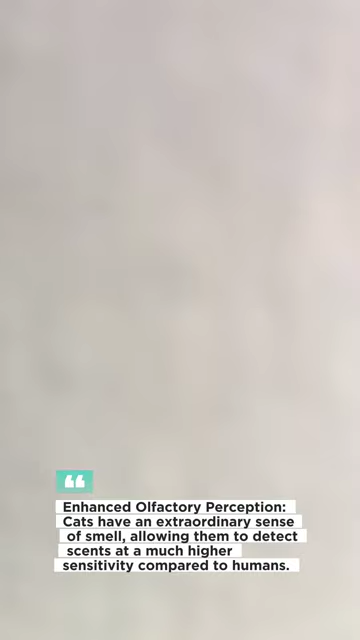 Enhanced Olfactory Perception:
Cats have an extraordinary sense
of smell, allowing them to detect
scents at a much higher
sensitivity compared to humans.